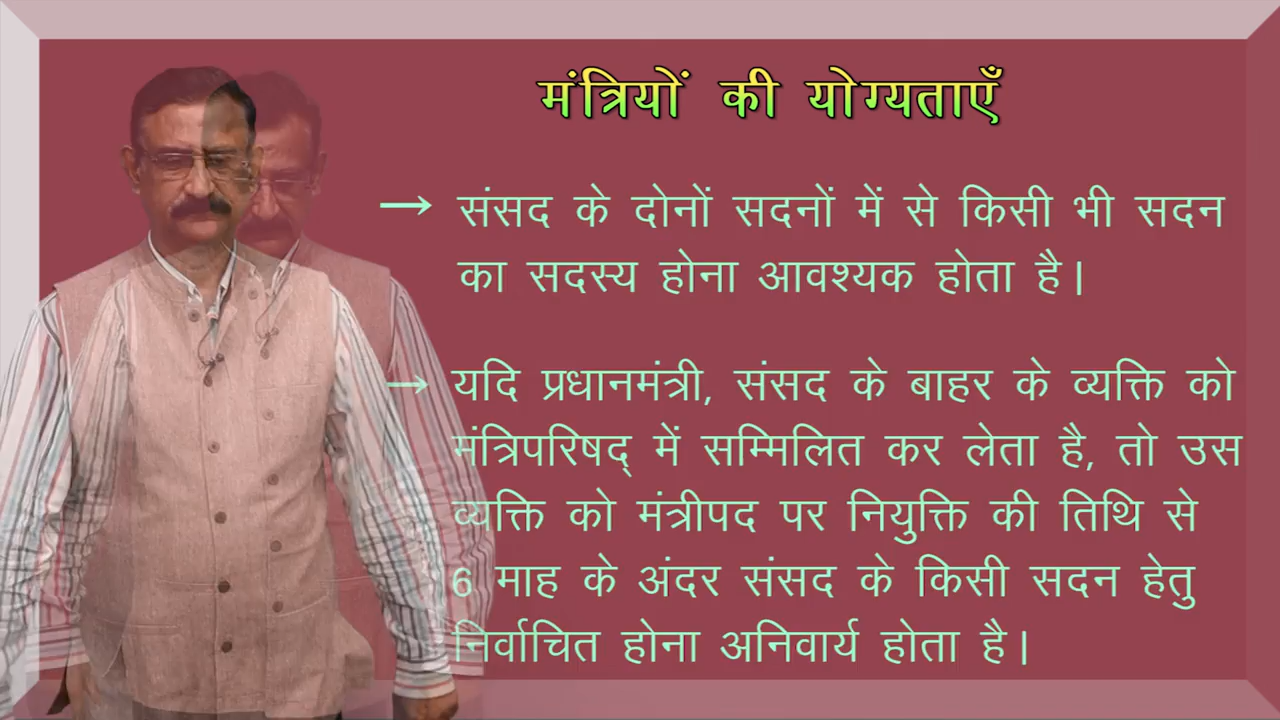 मंत्रियों की योग्यताएँ
→ संसद के दोनों सदनों में से किसी भी सदन
का सदस्य होना आवश्यक होता है।
→ यदि प्रधानमंत्री, संसद के बाहर के व्यक्ति को
मंत्रिपरिषद् में सम्मिलित कर लेता है, तो उस
व्यक्ति को मंत्रीपद पर नियुक्ति की तिथि से
6 माह के अंदर संसद के किसी सदन हेतु
निर्वाचित होना अनिवार्य होता है।